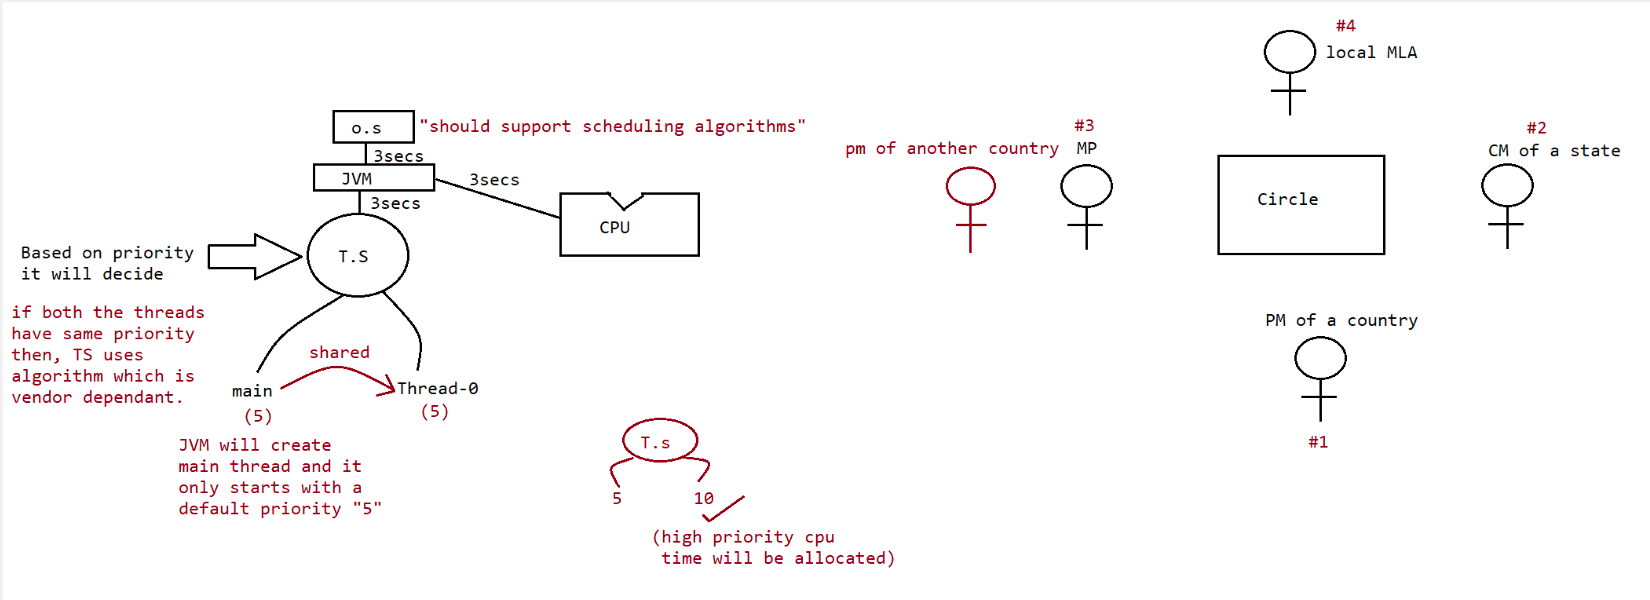 o.s
"should support scheduling algorithms"
3secs
JVM
3secs
3secs
CPU
T.S
Based on priority
it will decide
if both the threads
have same priority
then, TS uses
algorithm which is
vendor dependant.
shared
main
Thread-0
(5)
(5)
JVM will create
main thread and it
only starts with a
default priority "5"
T.s
5
10
(high priority cpu
time will be allocated)
#4
local MLA
#3
pm of another country
MP
#2
CM of a state
Circle
PM of a country
#1